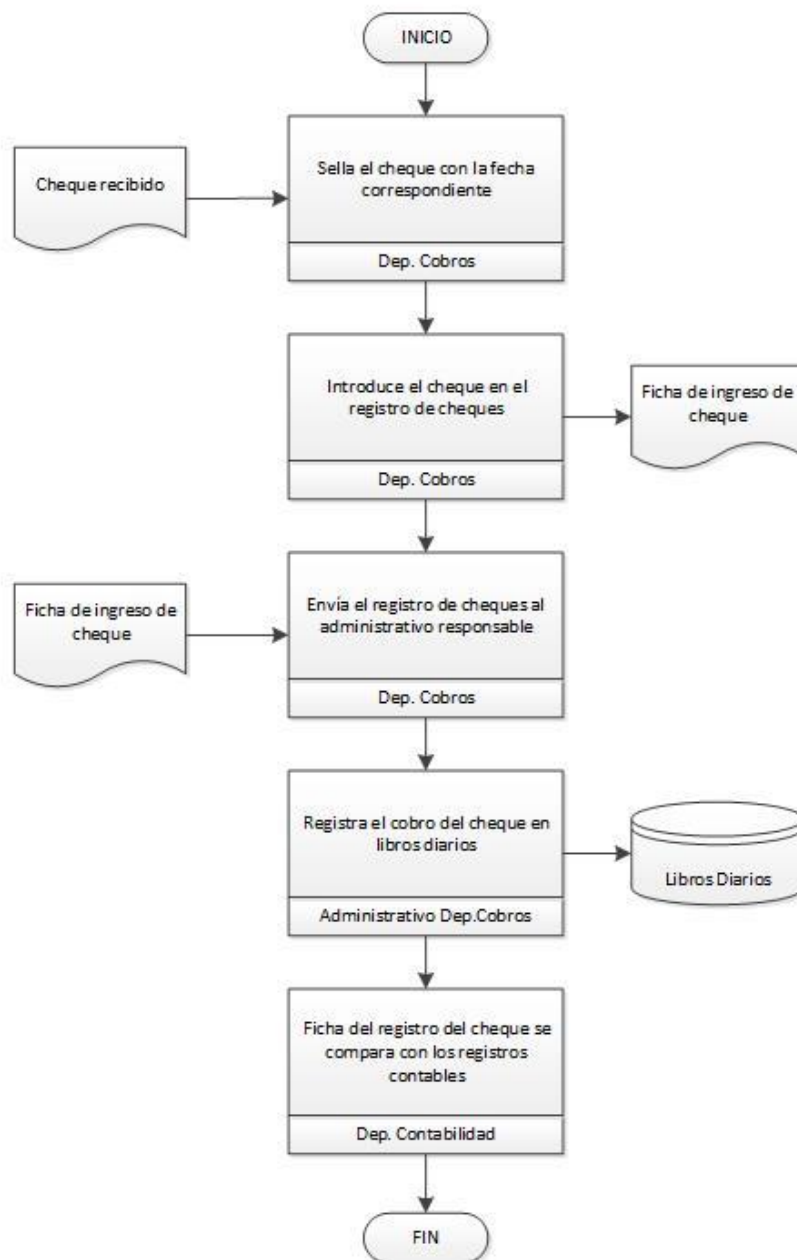 INICIO
Cheque recibido
Sella el cheque con la fecha
correspondiente
Dep. Cobros
Introduce el cheque en el
registro de cheques
Dep. Cobros
Ficha de ingreso de
cheque
Ficha de ingreso de
cheque
Envía el registro de cheques al
administrativo responsable
Dep. Cobros
Registra el cobro del cheque en
libros diarios
Administrativo Dep.Cobros
Libros Diarios
Ficha del registro del cheque se
compara con los registros
contables
Dep. Contabilidad
FIN